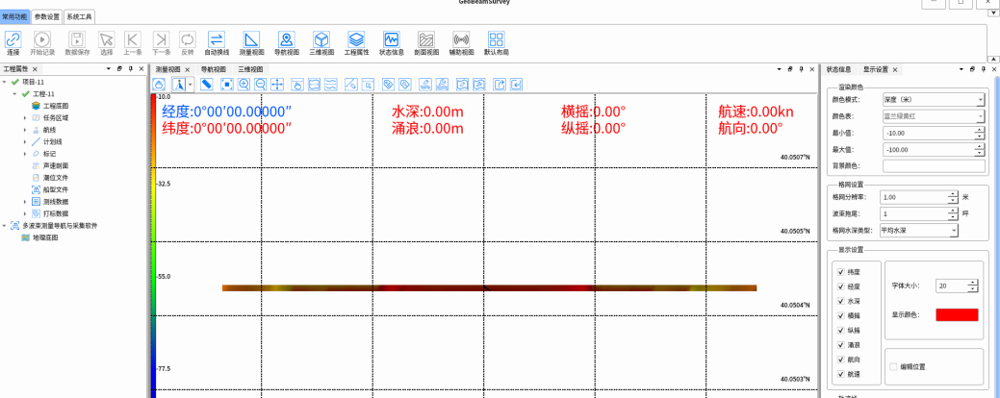 GeoBeamSurvey
常用功能 参数设置 系统工具
连接 开始记录 数据保存 选择 上一条 下一条 反转 自动换线 测量视图 导航视图 三维视图 工程属性 状态信息 剖面视图 辅助视图 默认布局
工程属性
项目-11
工程-11
工程底图
任务区域
航线
计划线
标记
声速剖面
潮位文件
船型文件
测线数据
打标数据
多波束测量导航与采集软件
地理底图
测量视图 导航视图 三维视图
-10.0
经度:0°00′00.00000″ 水深:0.00m 横摇:0.00° 航速:0.00kn
纬度:0°00′00.00000″ 涌浪:0.00m 纵摇:0.00° 航向:0.00°
40.0507°N
-32.5
40.0505°N
-55.0
40.0504°N
-77.5
40.0503°N
状态信息 显示设置
渲染颜色
颜色模式: 深度（米）
颜色表: 蓝兰绿黄红
最小值: -10.00
最大值: -100.00
背景颜色:
格网设置
格网分辨率: 1.00 米
波束拖尾: 1 呯
格网水深类型: 平均水深
显示设置
纬度
经度
水深
横摇
纵摇
涌浪
航向
航速
字体大小: 20
显示颜色:
编辑位置